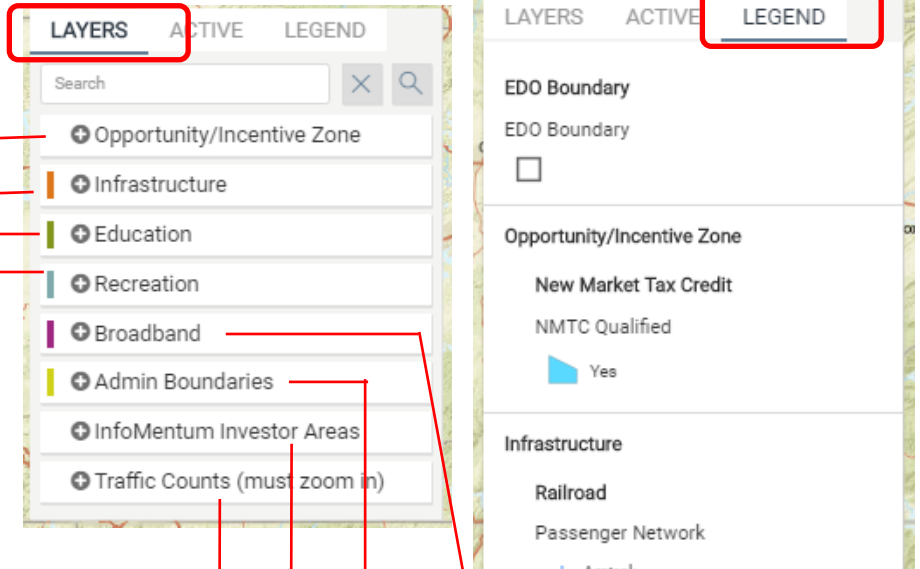 LAYERS ACTIVE LEGEND
Search
Opportunity/Incentive Zone
Infrastructure
Education
Recreation
Broadband
Admin Boundaries
InfoMentum Investor Areas
Traffic Counts (must zoom in)
LAYERS ACTIVE LEGEND
EDO Boundary
EDO Boundary
Opportunity/Incentive Zone
New Market Tax Credit
NMTC Qualified
Yes
Infrastructure
Railroad
Passenger Network